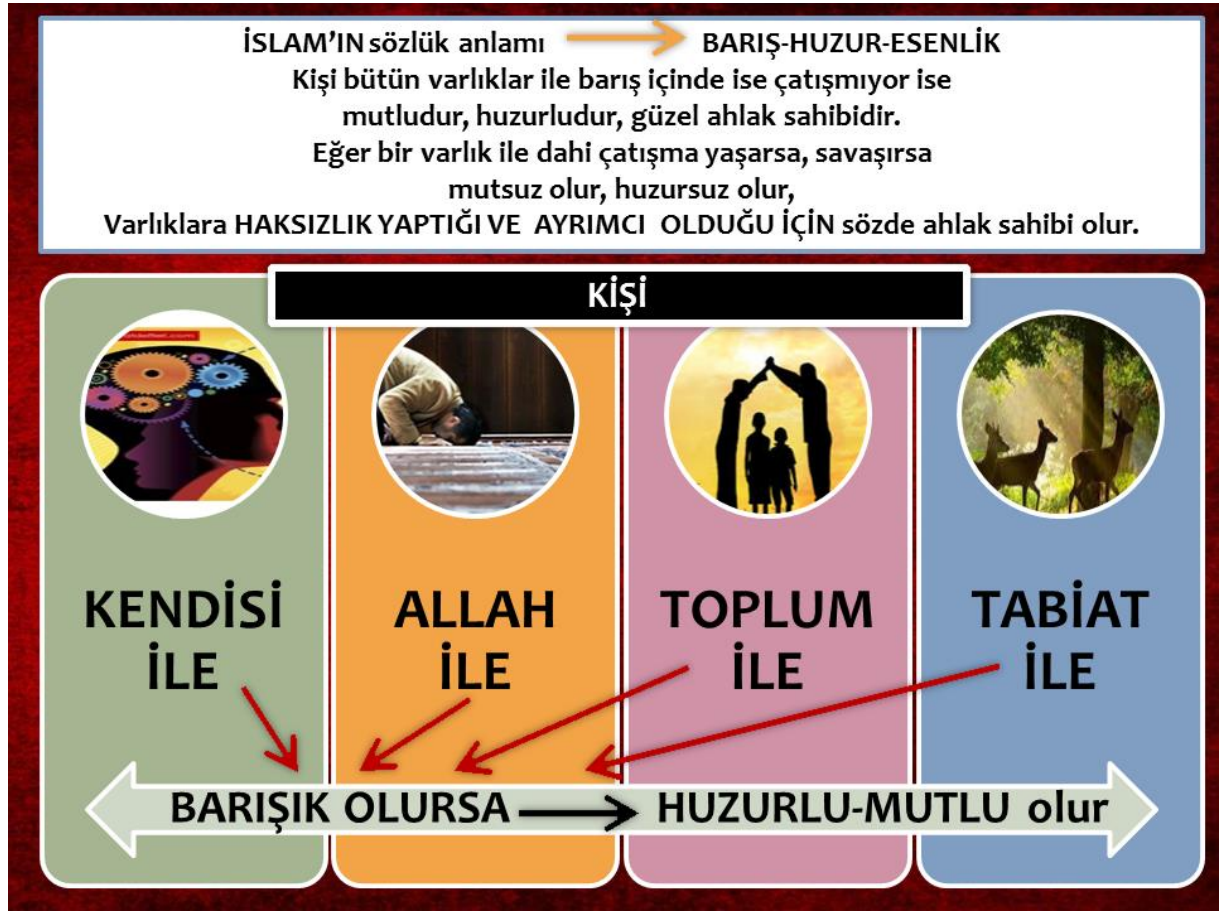 İSLAM'IN sözlük anlamı BARIŞ-HUZUR-ESENLİK
Kişi bütün varlıklar ile barış içinde ise çatışmıyor ise
mutludur, huzurludur, güzel ahlak sahibidir.
Eğer bir varlık ile dahi çatışma yaşarsa, savaşırsa
mutsuz olur, huzursuz olur,
Varlıklara HAKSIZLIK YAPTIĞI VE AYRIMCI OLDUĞU İÇİN sözde ahlak sahibi olur.
KİŞİ
KENDİSİ
İLE
ALLAH
İLE
TOPLUM
İLE
TABİAT
İLE
BARIŞIK OLURSA HUZURLU-MUTLU olur